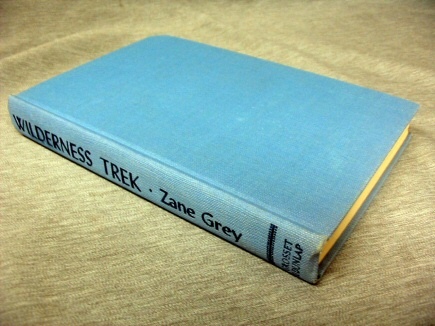 WILDERNESS TREK · Zane Grey
GROSSET
DUNLAP